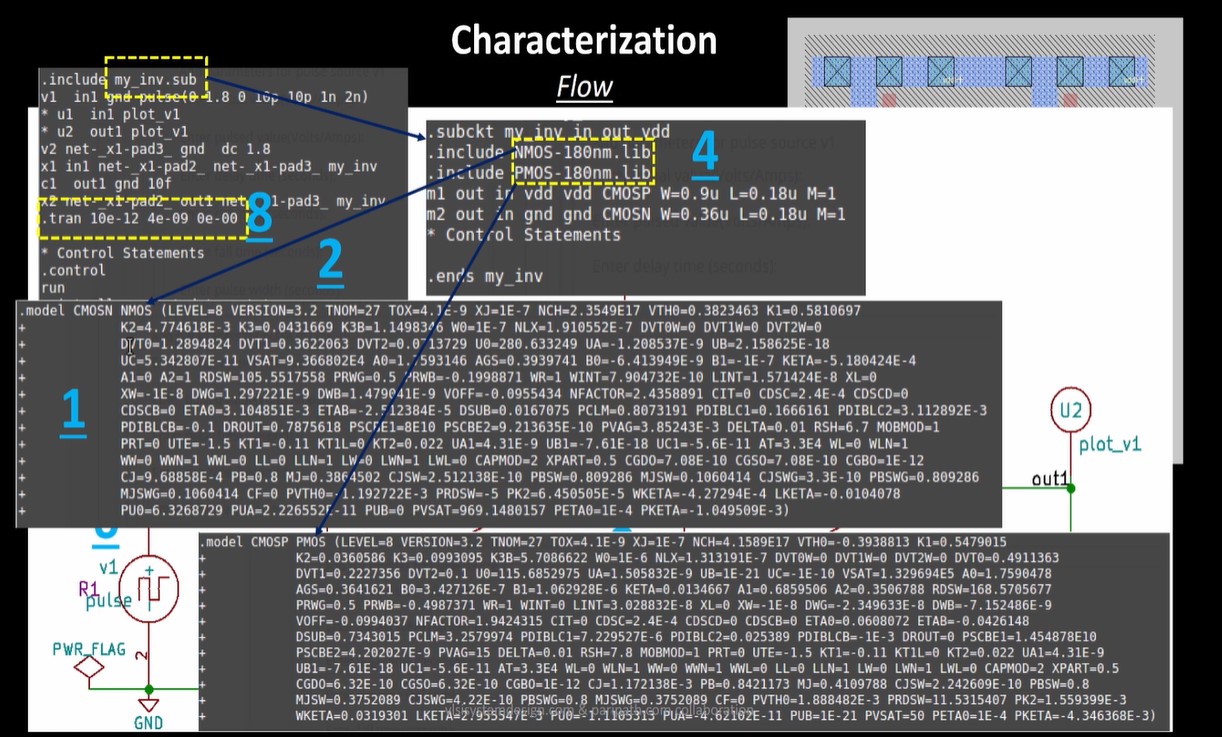 Characterization
Flow
.include my_inv.sub
v1 in1 gnd pulse(0 1.8 0 10p 10p 1n 2n)
* u1 in1 plot_v1
* u2 out1 plot_v1
v2 net-_x1-pad3_ gnd dc 1.8
x1 in1 net-_x1-pad2_ net-_x1-pad3_ my_inv
c1 out1 gnd 10f
x2 net-_x1-pad2_ out1 net-_x1-pad3_ my_inv
.tran 10e-12 4e-09 0e-00
8
* Control Statements
.control
run
2
.subckt my_inv in out vdd
.include NMOS-180nm.lib
.include PMOS-180nm.lib
4
m1 out in vdd vdd CMOSP W=0.9u L=0.18u M=1
m2 out in gnd gnd CMOSN W=0.36u L=0.18u M=1
* Control Statements
.ends my_inv
Enter delay time (seconds)
.model CMOSN NMOS (LEVEL=8 VERSION=3.2 TNOM=27 TOX=4.1E-9 XJ=1E-7 NCH=2.3549E17 VTH0=0.3823463 K1=0.5810697
+ K2=4.774618E-3 K3=0.0431669 K3B=1.1498346 W0=1E-7 NLX=1.910552E-7 DVT0W=0 DVT1W=0 DVT2W=0
+ DVT0=1.2894824 DVT1=0.3622063 DVT2=0.0713729 U0=280.633249 UA=-1.208537E-9 UB=2.158625E-18
+ UC=5.342807E-11 VSAT=9.366802E4 A0=1.7593146 AGS=0.3939741 B0=-6.413949E-9 B1=-1E-7 KETA=-5.180424E-4
+ A1=0 A2=1 RDSW=105.5517558 PRWG=0.5 PRWB=-0.1998871 WR=1 WINT=7.904732E-10 LINT=1.571424E-8 XL=0
+ XW=-1E-8 DWG=1.297221E-9 DWB=1.479041E-9 VOFF=-0.0955434 NFACTOR=2.4358891 CIT=0 CDSC=2.4E-4 CDSCD=0
+ CDSCB=0 ETA0=3.104851E-3 ETAB=-2.512384E-5 DSUB=0.0167075 PCLM=0.8073191 PDIBLC1=0.1666161 PDIBLC2=3.112892E-3
+ PDIBLCB=-0.1 DROUT=0.7875618 PSCBE1=8E10 PSCBE2=9.213635E-10 PVAG=3.85243E-3 DELTA=0.01 RSH=6.7 MOBMOD=1
+ PRT=0 UTE=-1.5 KT1=-0.11 KT1L=0 KT2=0.022 UA1=4.31E-9 UB1=-7.61E-18 UC1=-5.6E-11 AT=3.3E4 WL=0 WLN=1
+ WW=0 WWN=1 WWL=0 LL=0 LLN=1 LW=0 LWN=1 LWL=0 CAPMOD=2 XPART=0.5 CGDO=7.08E-10 CGSO=7.08E-10 CGBO=1E-12
+ CJ=9.68858E-4 PB=0.8 MJ=0.3864502 CJSW=2.512138E-10 PBSW=0.809286 MJSW=0.1060414 CJSWG=3.3E-10 PBSWG=0.809286
+ MJSWG=0.1060414 CF=0 PVTH0=-1.192722E-3 PRDSW=-5 PK2=6.450505E-5 WKETA=-4.27294E-4 LKETA=-0.0104078
+ PU0=6.3268729 PUA=2.226552E-11 PUB=0 PVSAT=969.1480157 PETA0=1E-4 PKETA=-1.049509E-3)
1
U2
plot_v1
out1
.model CMOSP PMOS (LEVEL=8 VERSION=3.2 TNOM=27 TOX=4.1E-9 XJ=1E-7 NCH=4.1589E17 VTH0=-0.3938813 K1=0.5479015
+ K2=0.0360586 K3=0.0993095 K3B=5.7086622 W0=1E-6 NLX=1.313191E-7 DVT0W=0 DVT1W=0 DVT2W=0 DVT0=0.4911363
+ DVT1=0.2227356 DVT2=0.1 U0=115.6852975 UA=1.505832E-9 UB=1E-21 UC=-1E-10 VSAT=1.329694E5 A0=1.7590478
+ AGS=0.3641621 B0=3.427126E-7 B1=1.062928E-6 KETA=0.0134667 A1=0.6859506 A2=0.3506788 RDSW=168.5705677
+ PRWG=0.5 PRWB=-0.4987371 WR=1 WINT=0 LINT=3.028832E-8 XL=0 XW=-1E-8 DWG=-2.349633E-8 DWB=-7.152486E-9
+ VOFF=-0.0994037 NFACTOR=1.9424315 CIT=0 CDSC=2.4E-4 CDSCD=0 CDSCB=0 ETA0=0.0608072 ETAB=-0.0426148
+ DSUB=0.7343015 PCLM=3.2579974 PDIBLC1=7.229527E-6 PDIBLC2=0.025389 PDIBLCB=-1E-3 DROUT=0 PSCBE1=1.454878E10
+ PSCBE2=4.202027E-9 PVAG=15 DELTA=0.01 RSH=7.8 MOBMOD=1 PRT=0 UTE=-1.5 KT1=-0.11 KT1L=0 KT2=0.022 UA1=4.31E-9
+ UB1=-7.61E-18 UC1=-5.6E-11 AT=3.3E4 WL=0 WLN=1 WW=0 WWN=1 WWL=0 LL=0 LLN=1 LW=0 LWN=1 LWL=0 CAPMOD=2 XPART=0.5
+ CGDO=6.32E-10 CGSO=6.32E-10 CGBO=1E-12 CJ=1.172138E-3 PB=0.8421173 MJ=0.4109788 CJSW=2.242609E-10 PBSW=0.8
+ MJSW=0.3752089 CJSWG=4.22E-10 PBSWG=0.8 MJSWG=0.3752089 CF=0 PVTH0=1.888482E-3 PRDSW=11.5315407 PK2=1.559399E-3
+ WKETA=0.0319301 LKETA=2.955547E-3 PU0=-1.1105313 PUA=-4.62102E-11 PUB=1E-21 PVSAT=50 PETA0=1E-4 PKETA=-4.346368E-3)
v1
R1
pulse
PWR_FLAG
2
GND